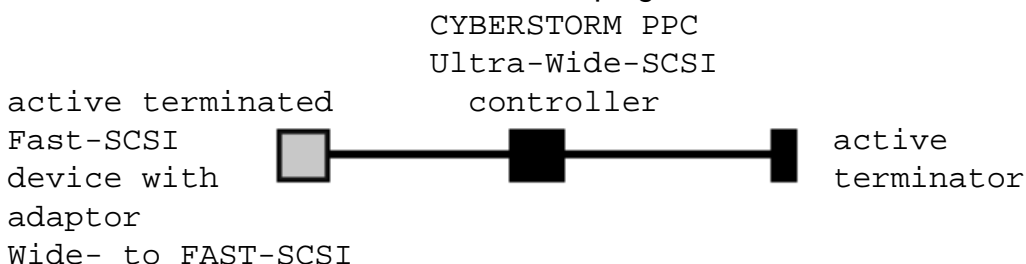 CYBERSTORM PPC
Ultra-Wide-SCSI
controller
active terminated
Fast-SCSI
device with
adaptor
Wide- to FAST-SCSI
active
terminator